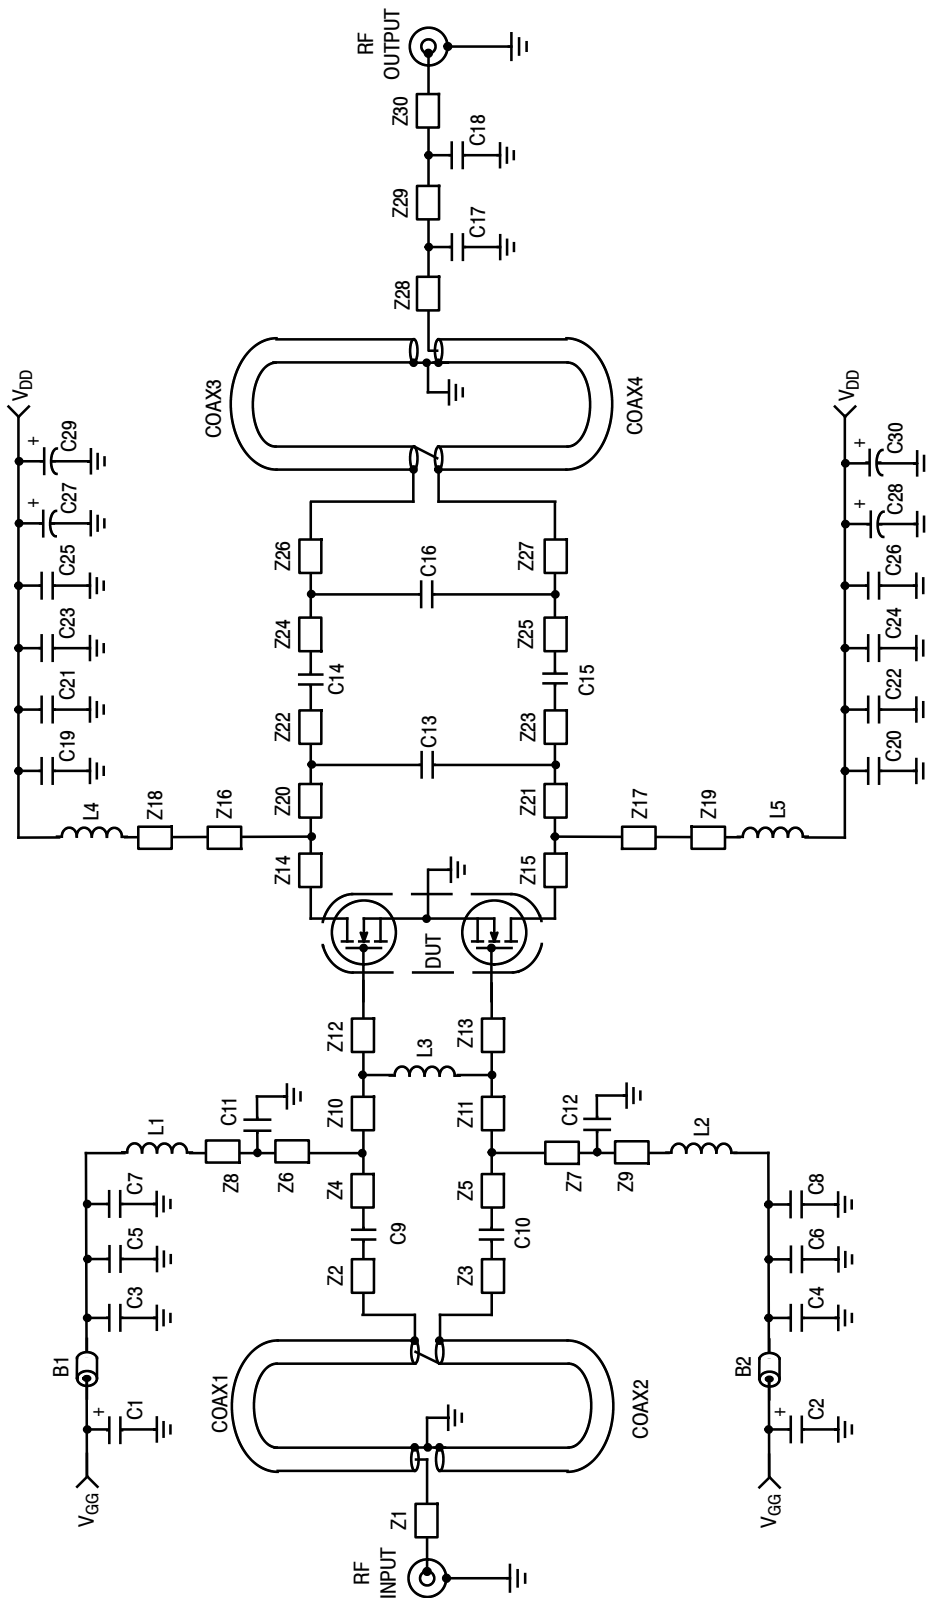 RF
INPUT
Z1
COAX1
COAX2
VGG
C1
+
B1
C3
C5
C7
L1
Z8
C11
Z6
Z2
C9
Z4
Z10
Z12
L3
Z3
C10
Z5
Z11
Z13
Z7
C12
Z9
L2
VGG
C2
+
B2
C4
C6
C8
DUT
Z14
Z15
Z16
Z18
L4
Z17
Z19
L5
Z20
Z21
C13
Z22
Z23
C14
C15
Z24
Z25
C16
Z26
Z27
C19
C21
C23
C25
C27
+
C29
+
VDD
C20
C22
C24
C26
C28
+
C30
+
VDD
COAX3
COAX4
Z28
C17
Z29
C18
Z30
RF
OUTPUT